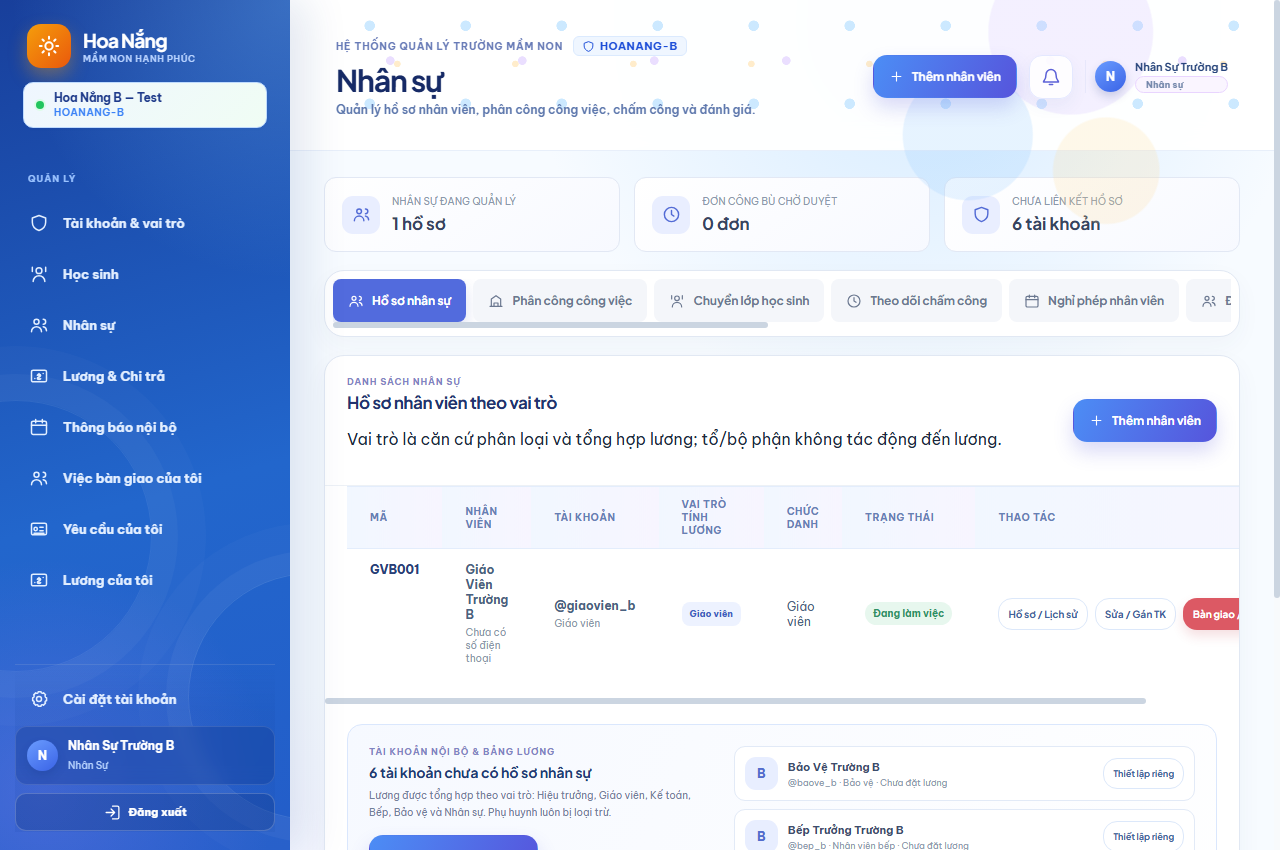 Hoa Nắng
MẦM NON HẠNH PHÚC
Hoa Nắng B – Test
HOANANG-B
QUẢN LÝ
Tài khoản & vai trò
Học sinh
Nhân sự
Lương & Chi trả
Thông báo nội bộ
Việc bàn giao của tôi
Yêu cầu của tôi
Lương của tôi
Cài đặt tài khoản
N
Nhân Sự Trường B
Nhân Sự
Đăng xuất
HỆ THỐNG QUẢN LÝ TRƯỜNG MẦM NON
HOANANG-B
Nhân sự
Quản lý hồ sơ nhân viên, phân công công việc, chấm công và đánh giá.
Thêm nhân viên
N
Nhân Sự Trường B
Nhân sự
NHÂN SỰ ĐANG QUẢN LÝ
1 hồ sơ
ĐƠN CÔNG BÙ CHỜ DUYỆT
0 đơn
CHƯA LIÊN KẾT HỒ SƠ
6 tài khoản
Hồ sơ nhân sự
Phân công công việc
Chuyển lớp học sinh
Theo dõi chấm công
Nghỉ phép nhân viên
DANH SÁCH NHÂN SỰ
Hồ sơ nhân viên theo vai trò
Vai trò là căn cứ phân loại và tổng hợp lương; tổ/bộ phận không tác động đến lương.
Thêm nhân viên
MÃ
NHÂN
VIÊN
TÀI KHOẢN
VAI TRÒ
TÍNH
LƯƠNG
CHỨC
DANH
TRẠNG THÁI
THAO TÁC
GVB001
Giáo
Viên
Trường
B
Chưa có
số điện
thoại
@giaovien_b
Giáo viên
Giáo viên
Giáo
viên
Đang làm việc
Hồ sơ / Lịch sử
Sửa / Gán TK
Bàn giao /
TÀI KHOẢN NỘI BỘ & BẢNG LƯƠNG
6 tài khoản chưa có hồ sơ nhân sự
Lương được tổng hợp theo vai trò: Hiệu trưởng, Giáo viên, Kế toán,
Bếp, Bảo vệ và Nhân sự. Phụ huynh luôn bị loại trừ.
B
Bảo Vệ Trường B
@baove_b · Bảo vệ · Chưa đặt lương
Thiết lập riêng
B
Bếp Trưởng Trường B
@bep_b · Nhân viên bếp · Chưa đặt lương
Thiết lập riêng